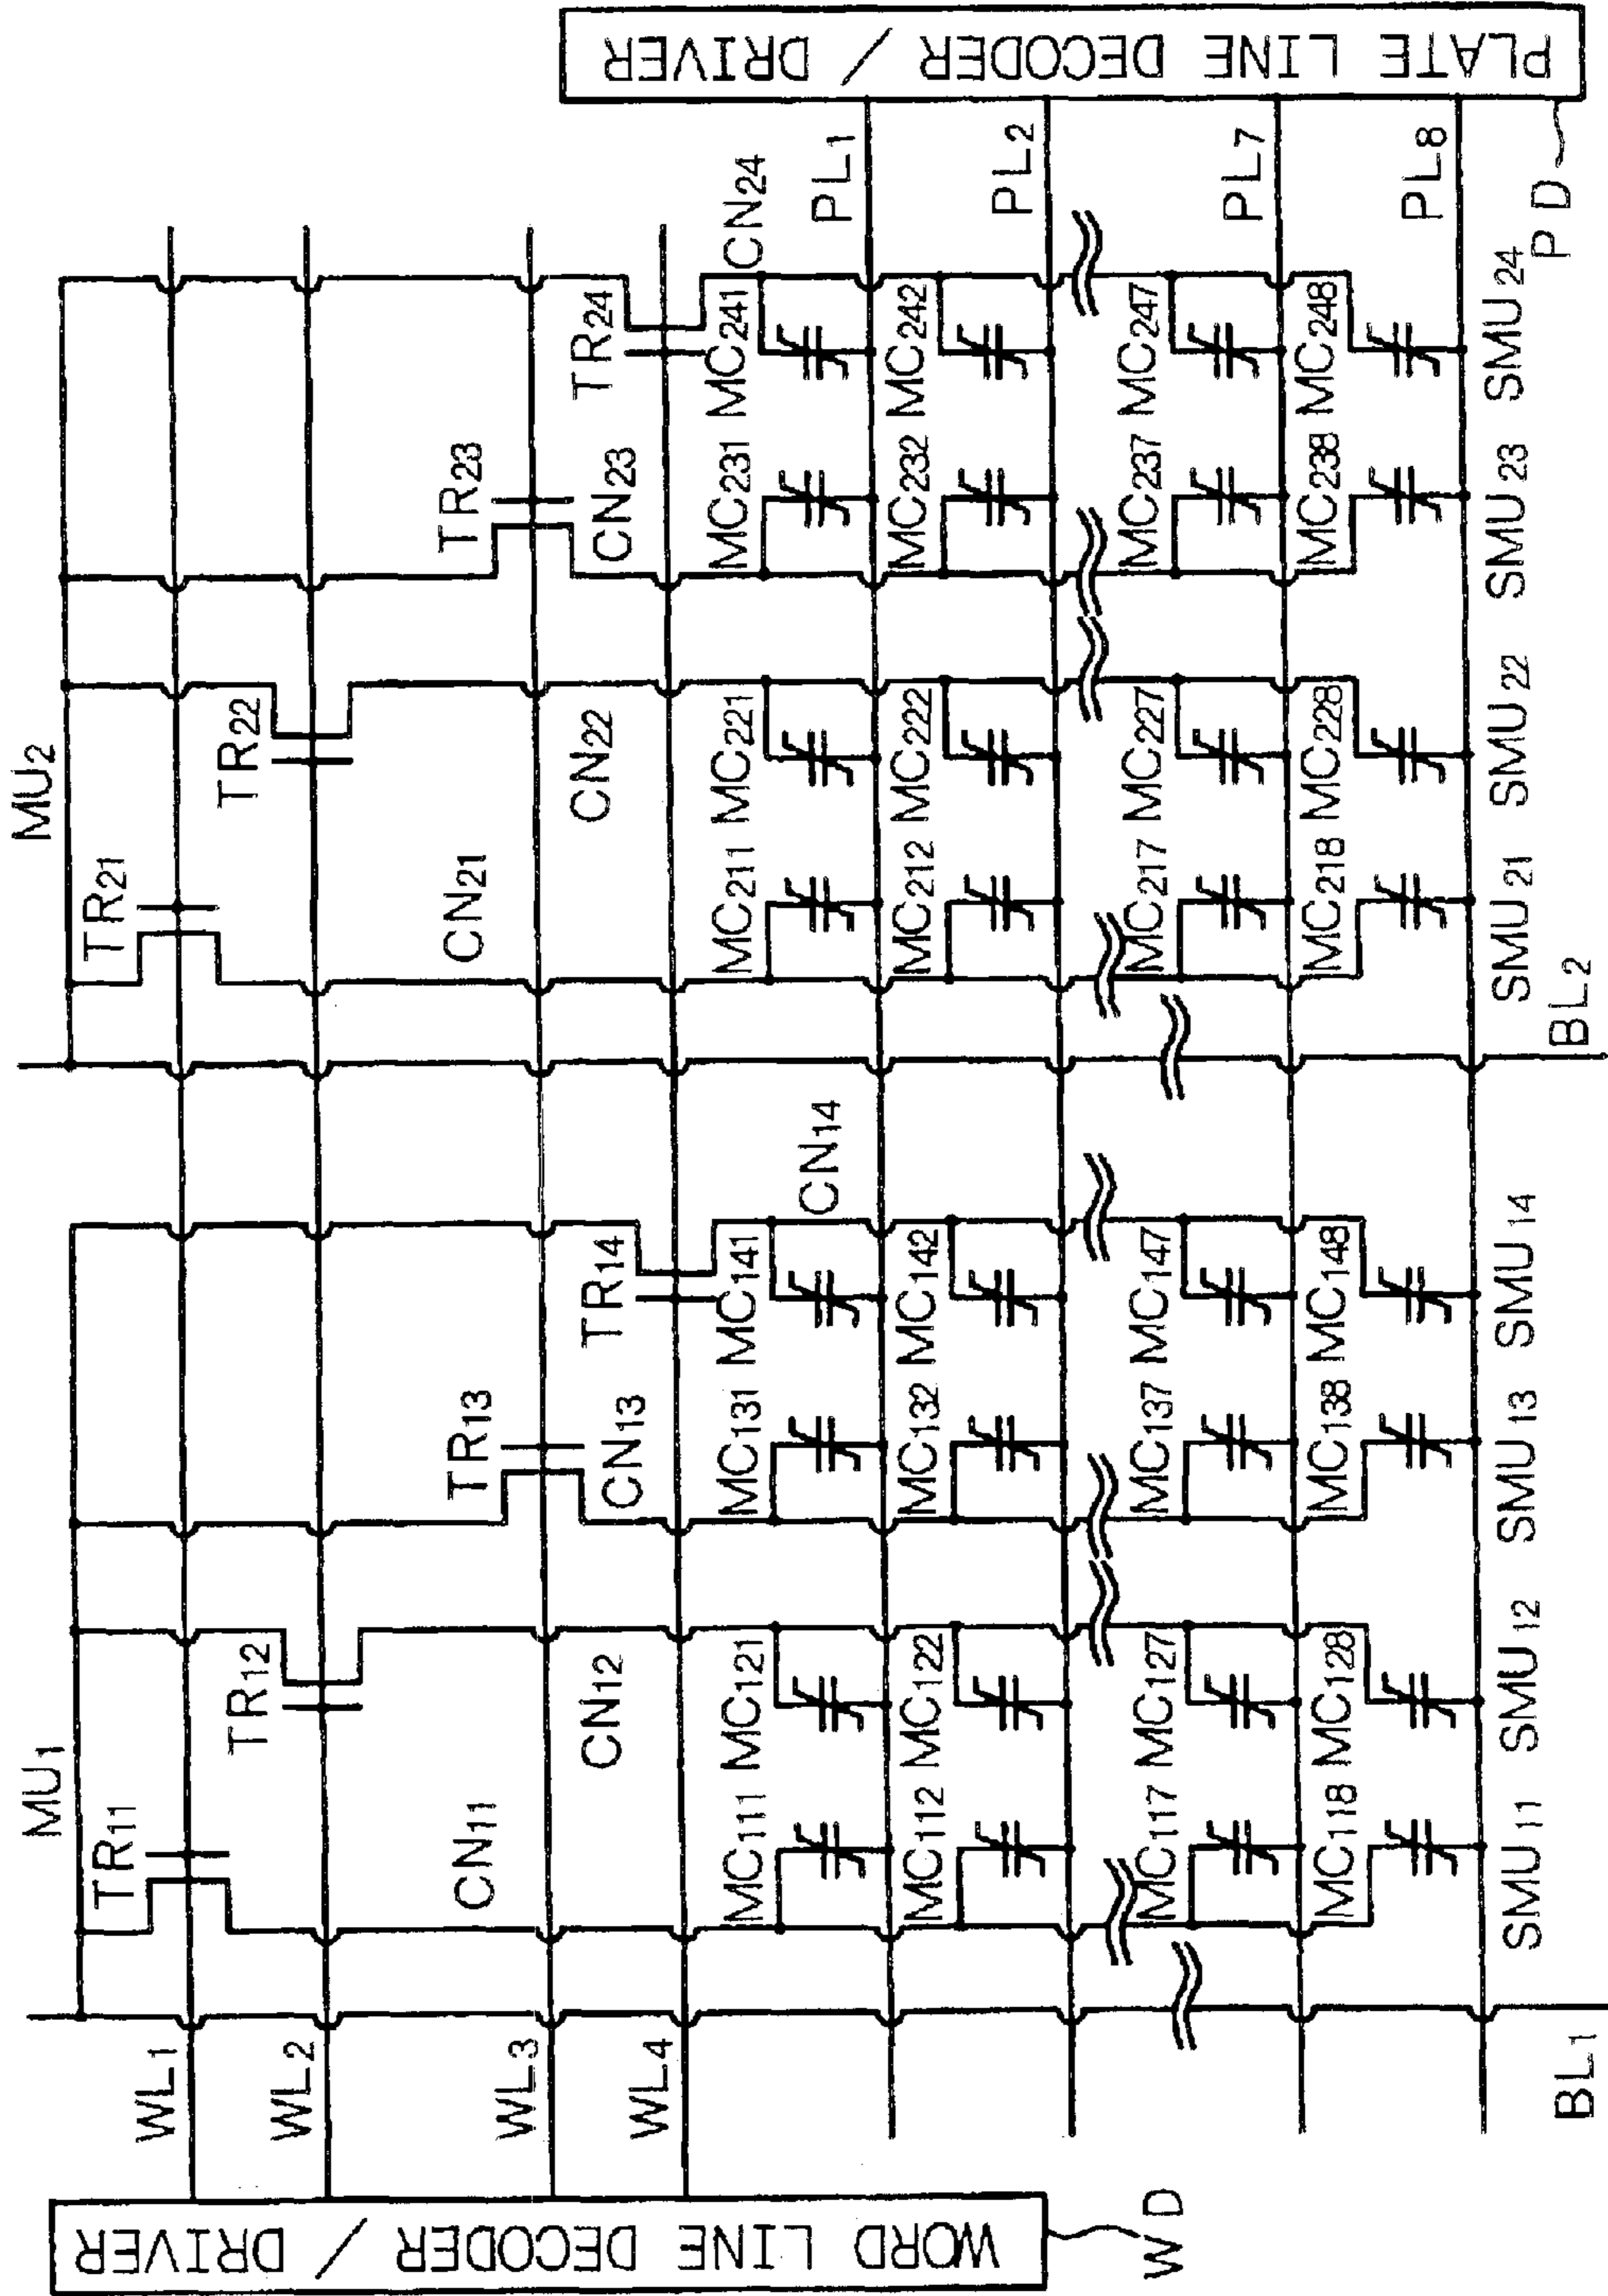 MU1
MU2
TR11
TR21
WL1
WL2
TR12
TR22
CN11
TR13
CN21
TR23
WL3
WL4
CN12
CN13
TR14
CN22
CN23
TR24
MC111 MC121
MC131 MC141
CN14
MC211 MC221
MC231 MC241
CN24
PL1
MC112 MC122
MC132 MC142
MC212 MC222
MC232 MC242
PL2
MC117 MC127
MC137 MC147
MC217 MC227
MC237 MC247
PL7
MC118 MC128
MC138 MC148
MC218 MC228
MC238 MC248
PL8
SMU11 SMU12 SMU13 SMU14
SMU21 SMU22 SMU23 SMU24
BL1
BL2
WORD LINE DECODER / DRIVER
WD
PLATE LINE DECODER / DRIVER
PD